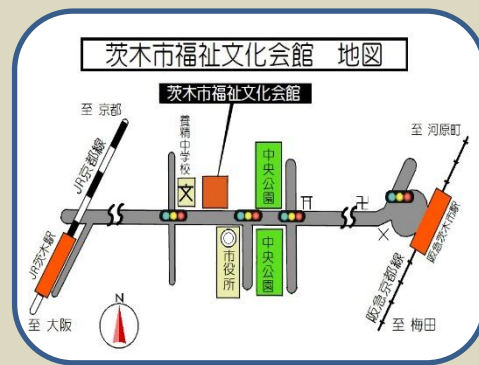 茨木市福祉文化会館 地図
茨木市福祉文化会館
至 京都
JR京都線
養精中学校
文
中央公園
至 河原町
卍
JR茨木駅
市役所
中央公園
阪急茨木市駅
阪急京都線
至 大阪
N
至 梅田